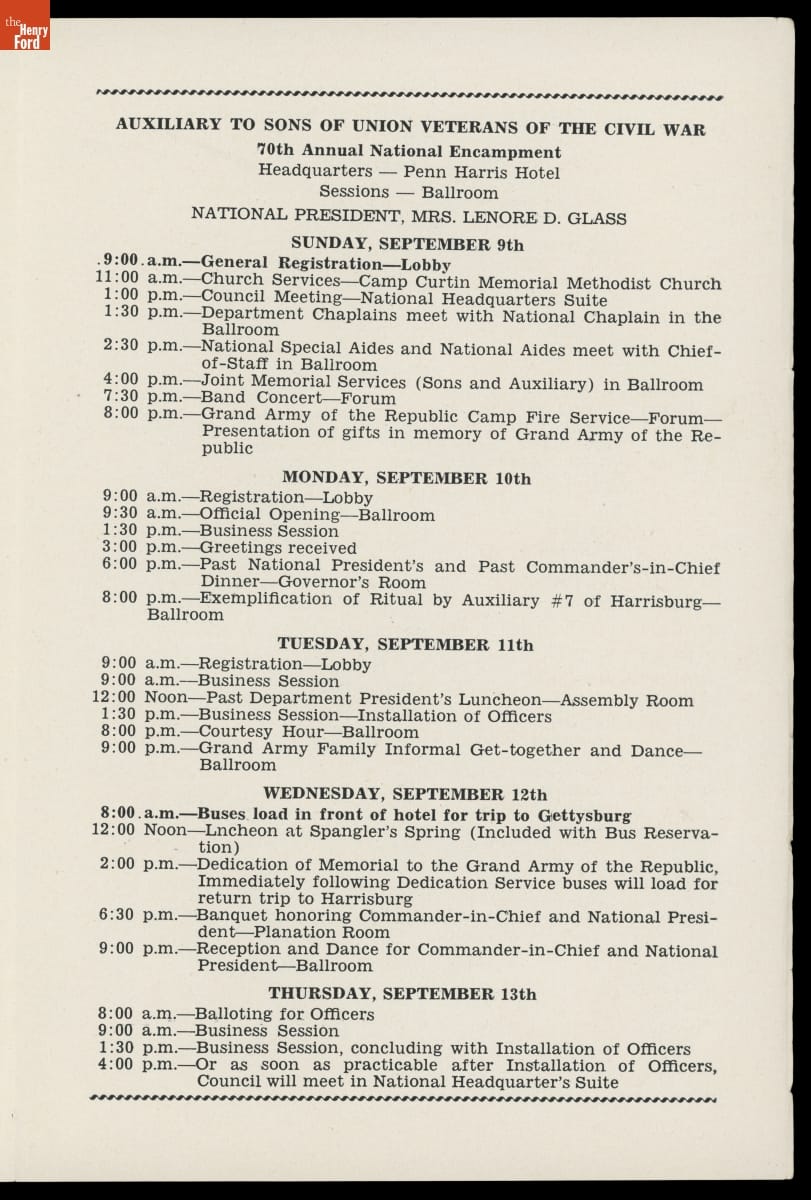 the
Henry
Ford
AUXILIARY TO SONS OF UNION VETERANS OF THE CIVIL WAR
70th Annual National Encampment
Headquarters — Penn Harris Hotel
Sessions — Ballroom
NATIONAL PRESIDENT, MRS. LENORE D. GLASS
SUNDAY, SEPTEMBER 9th
9:00 a.m.—General Registration—Lobby
11:00 a.m.—Church Services—Camp Curtin Memorial Methodist Church
1:00 p.m.—Council Meeting—National Headquarters Suite
1:30 p.m.—Department Chaplains meet with National Chaplain in the
Ballroom
2:30 p.m.—National Special Aides and National Aides meet with Chief-
of-Staff in Ballroom
4:00 p.m.—Joint Memorial Services (Sons and Auxiliary) in Ballroom
7:30 p.m.—Band Concert—Forum
8:00 p.m.—Grand Army of the Republic Camp Fire Service—Forum—
Presentation of gifts in memory of Grand Army of the Re-
public
MONDAY, SEPTEMBER 10th
9:00 a.m.—Registration—Lobby
9:30 a.m.—Official Opening—Ballroom
1:30 p.m.—Business Session
3:00 p.m.—Greetings received
6:00 p.m.—Past National President's and Past Commander's-in-Chief
Dinner—Governor's Room
8:00 p.m.—Exemplification of Ritual by Auxiliary #7 of Harrisburg—
Ballroom
TUESDAY, SEPTEMBER 11th
9:00 a.m.—Registration—Lobby
9:00 a.m.—Business Session
12:00 Noon—Past Department President's Luncheon—Assembly Room
1:30 p.m.—Business Session—Installation of Officers
8:00 p.m.—Courtesy Hour—Ballroom
9:00 p.m.—Grand Army Family Informal Get-together and Dance—
Ballroom
WEDNESDAY, SEPTEMBER 12th
8:00 a.m.—Buses load in front of hotel for trip to Gettysburg
12:00 Noon—Lncheon at Spangler's Spring (Included with Bus Reserva-
tion)
2:00 p.m.—Dedication of Memorial to the Grand Army of the Republic,
Immediately following Dedication Service buses will load for
return trip to Harrisburg
6:30 p.m.—Banquet honoring Commander-in-Chief and National Presi-
dent—Planation Room
9:00 p.m.—Reception and Dance for Commander-in-Chief and National
President—Ballroom
THURSDAY, SEPTEMBER 13th
8:00 a.m.—Balloting for Officers
9:00 a.m.—Business Session
1:30 p.m.—Business Session, concluding with Installation of Officers
4:00 p.m.—Or as soon as practicable after Installation of Officers,
Council will meet in National Headquarter's Suite